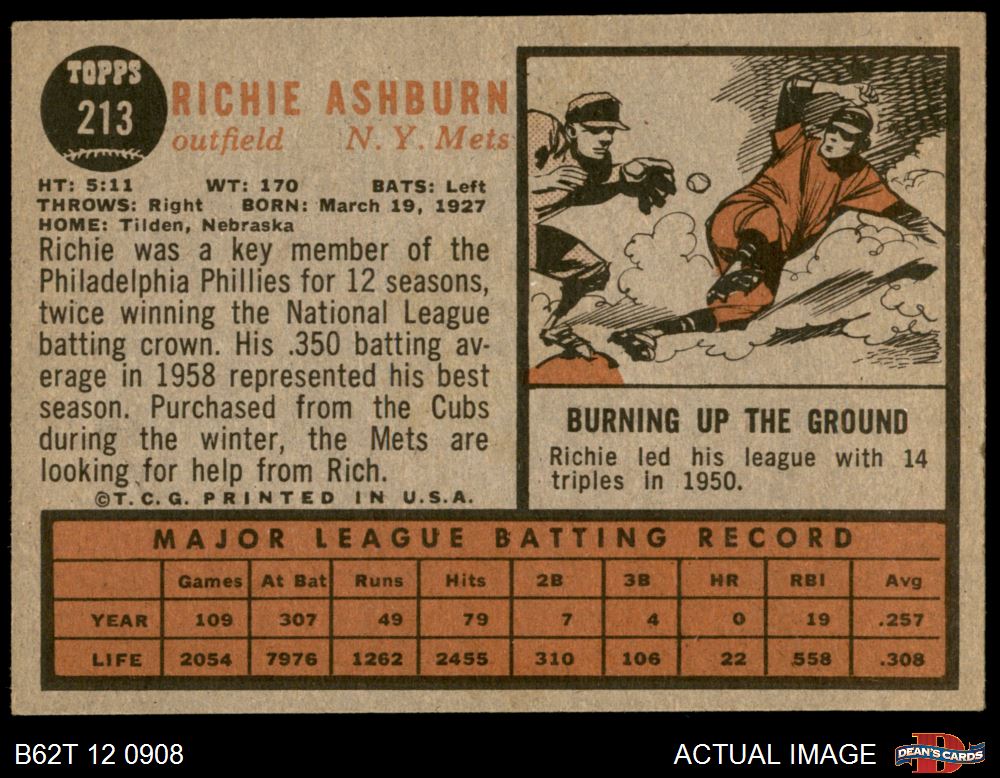 TOPPS
213
RICHIE ASHBURN
outfield N. Y. Mets
HT: 5:11 WT: 170 BATS: Left
THROWS: Right BORN: March 19, 1927
HOME: Tilden, Nebraska
Richie was a key member of the
Philadelphia Phillies for 12 seasons,
twice winning the National League
batting crown. His .350 batting av-
erage in 1958 represented his best
season. Purchased from the Cubs
during the winter, the Mets are
looking for help from Rich.
©T.C.G. PRINTED IN U.S.A.
BURNING UP THE GROUND
Richie led his league with 14
triples in 1950.
MAJOR LEAGUE BATTING RECORD
Games At Bat Runs Hits 2B 3B HR RBI Avg
YEAR 109 307 49 79 7 4 0 19 .257
LIFE 2054 7976 1262 2455 310 106 22 558 .308
B62T 12 0908
ACTUAL IMAGE
DEAN'S CARDS